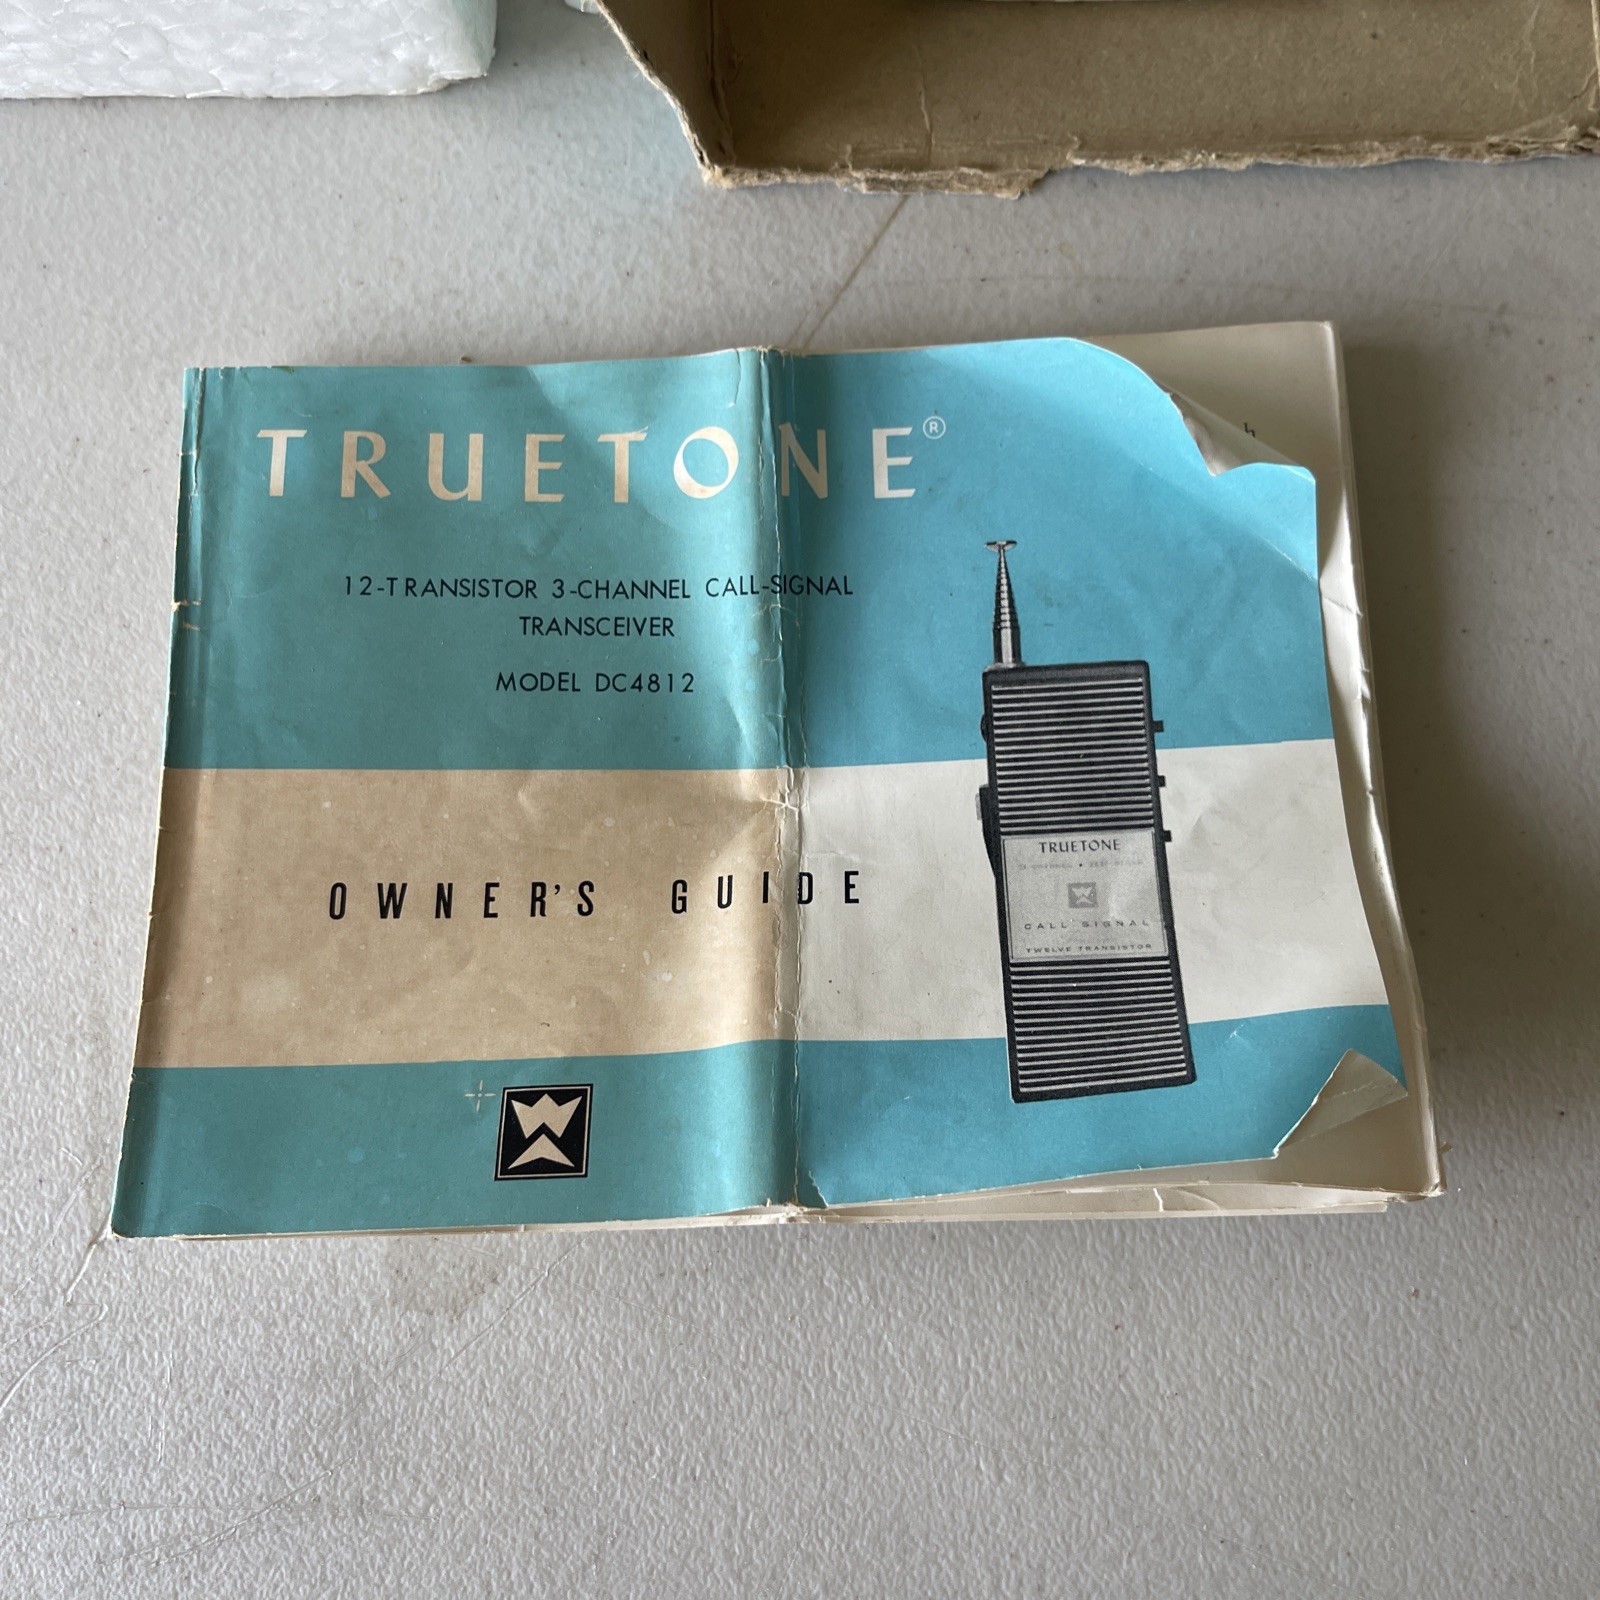 TRUETONE®
12-TRANSISTOR 3-CHANNEL CALL-SIGNAL
TRANSCEIVER
MODEL DC4812
OWNER'S GUIDE
TRUETONE
CALL SIGNAL
TWELVE TRANSISTOR
h